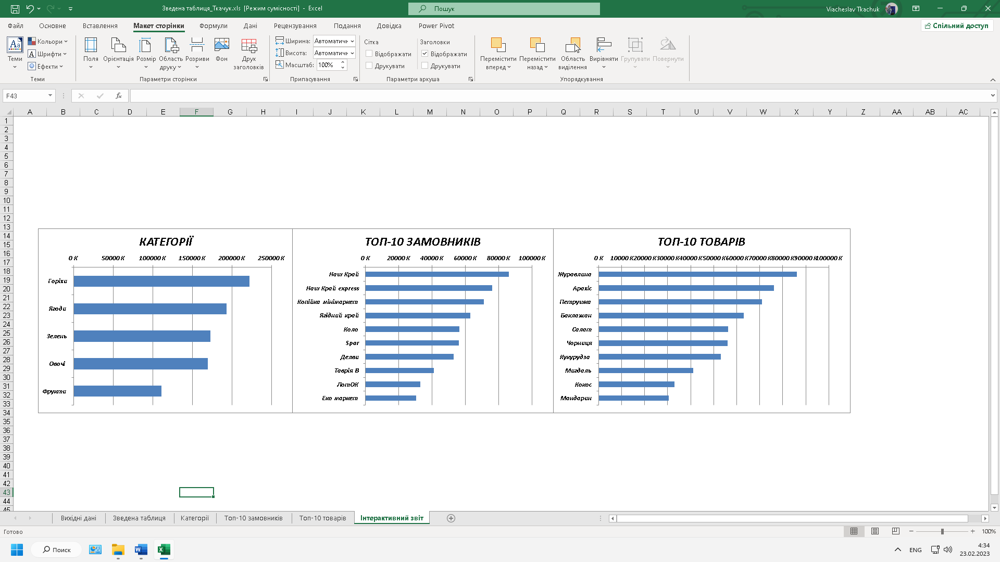 Зведена таблиця_Ткачук.xls [Режим сумісності] - Excel
Пошук
Viacheslav Tkachuk
Файл Основне Вставлення Макет сторінки Формули Дані Рецензування Подання Довідка Power Pivot
Спільний доступ
Теми
Кольори
Шрифти
Ефекти
Теми
Поля
Орієнтація
Розмір
Область друку
Розриви
Фон
Друк заголовків
Параметри сторінки
Ширина: Автоматичн
Висота: Автоматичн
Масштаб: 100%
Припасування
Сітка
Відображати
Друкувати
Заголовки
Відображати
Друкувати
Параметри аркуша
Перемістити вперед
Перемістити назад
Область виділення
Вирівняти
Групувати
Повернути
Упорядкування
F43
fx
A B C D E F G H I J K L M N O P Q R S T U V W X Y Z AA AB AC
1
2
3
4
5
6
7
8
9
10
11
12
13
14
15
16
17
18
19
20
21
22
23
24
25
26
27
28
29
30
31
32
33
34
35
36
37
38
39
40
41
42
43
44
45
КАТЕГОРІЇ
0 К 50000 К 100000 К 150000 К 200000 К 250000 К
Горіхи
Ягоди
Зелень
Овочі
Фрукти
ТОП-10 ЗАМОВНИКІВ
0 К 20000 К 40000 К 60000 К 80000 К 100000 К
Наш Край
Наш Край express
Копійка мінімаркет
Ягідний край
Коло
Spar
Делви
Таврія В
ЛотОК
Еко маркет
ТОП-10 ТОВАРІВ
0 К 10000 К 20000 К 30000 К 40000 К 50000 К 60000 К 70000 К 80000 К 90000 К 100000 К
Журавлина
Арахіс
Петрушка
Баклажан
Салат
Чорниця
Кукурудза
Мигдаль
Кокос
Мандарин
Вихідні дані Зведена таблиця Категорії Топ-10 замовників Топ-10 товарів Інтерактивний звіт
Готово
100%
Поиск
ENG
4:34
23.02.2023